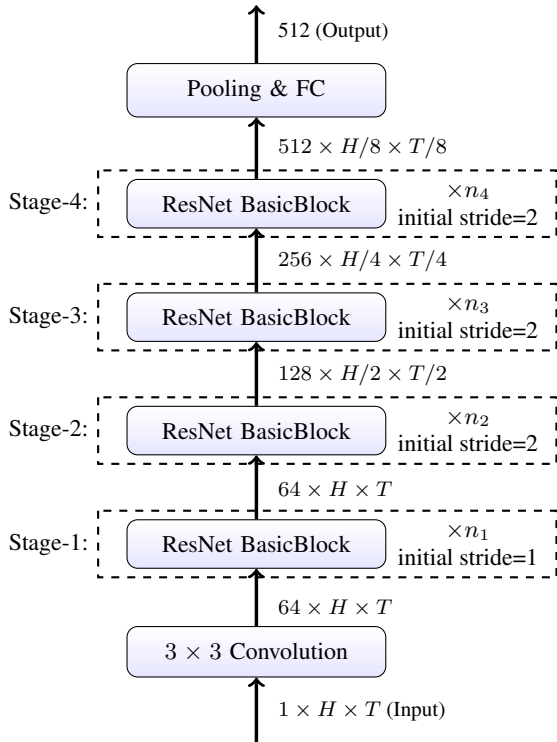 512 (Output)
Pooling & FC
512 × H/8 × T/8
Stage-4:
ResNet BasicBlock
×n₄
initial stride=2
256 × H/4 × T/4
Stage-3:
ResNet BasicBlock
×n₃
initial stride=2
128 × H/2 × T/2
Stage-2:
ResNet BasicBlock
×n₂
initial stride=2
64 × H × T
Stage-1:
ResNet BasicBlock
×n₁
initial stride=1
64 × H × T
3 × 3 Convolution
1 × H × T (Input)